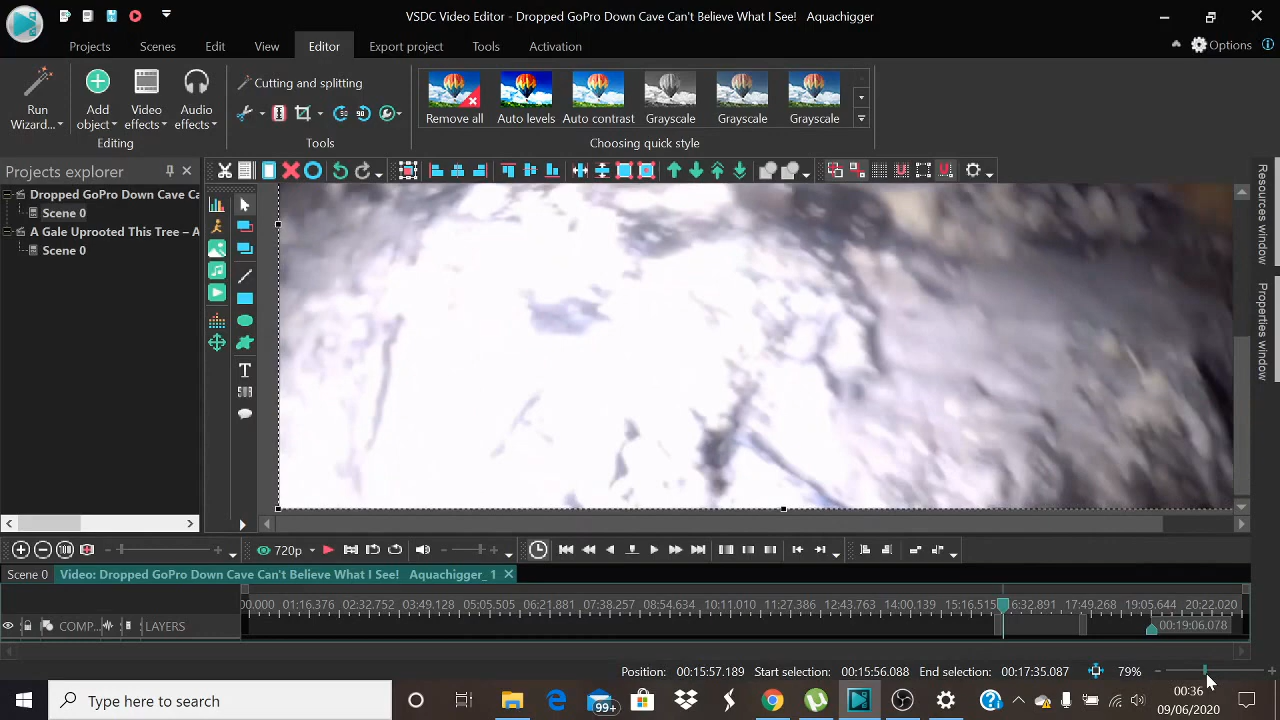 VSDC Video Editor - Dropped GoPro Down Cave Can't Believe What I See!   Aquachigger
Projects Scenes Edit View Editor Export project Tools Activation Options
Run Wizard...
Add object
Video effects
Audio effects
Editing
Cutting and splitting
Tools
Remove all
Auto levels
Auto contrast
Grayscale
Grayscale
Grayscale
Choosing quick style
Projects explorer
Dropped GoPro Down Cave Ca
Scene 0
A Gale Uprooted This Tree – A
Scene 0
T
Resources window
Properties window
720p
Scene 0
Video: Dropped GoPro Down Cave Can't Believe What I See!   Aquachigger_ 1
00.000 01:16.376 02:32.752 03:49.128 05:05.505 06:21.881 07:38.257 08:54.634 10:11.010 11:27.386 12:43.763 14:00.139 15:16.515 6:32.891 17:49.268 19:05.644 20:22.020
COMP... LAYERS
00:19:06.078
Position: 00:15:57.189 Start selection: 00:15:56.088 End selection: 00:17:35.087 79%
Type here to search
99+
00:36
09/06/2020